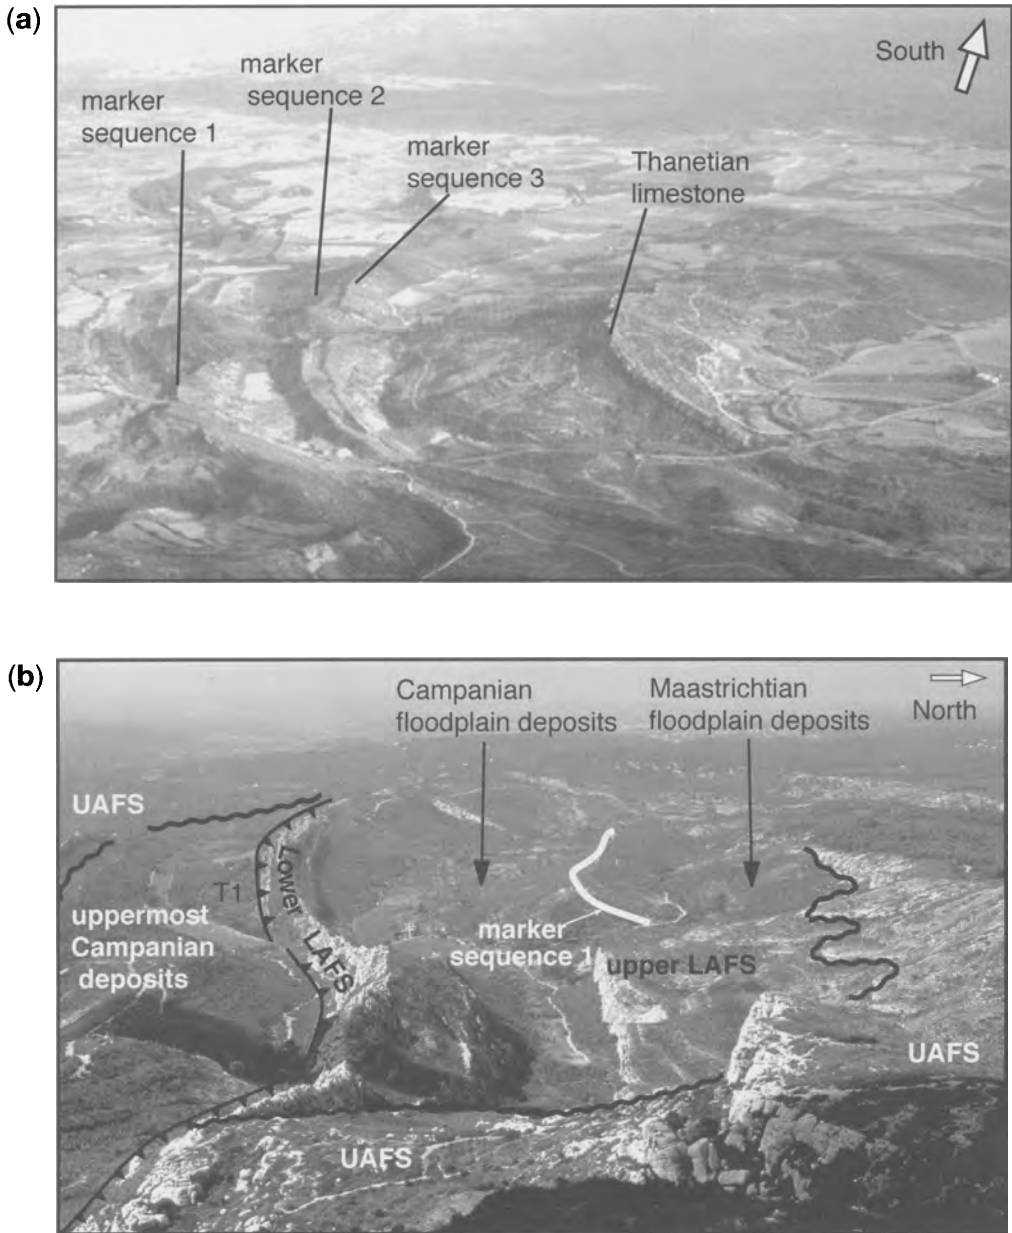 (a)
South
marker
sequence 1
marker
sequence 2
marker
sequence 3
Thanetian
limestone
(b)
Campanian
floodplain deposits
Maastrichtian
floodplain deposits
North
UAFS
T1
Lower
LAFS
uppermost
Campanian
deposits
marker
sequence 1
upper LAFS
UAFS
UAFS